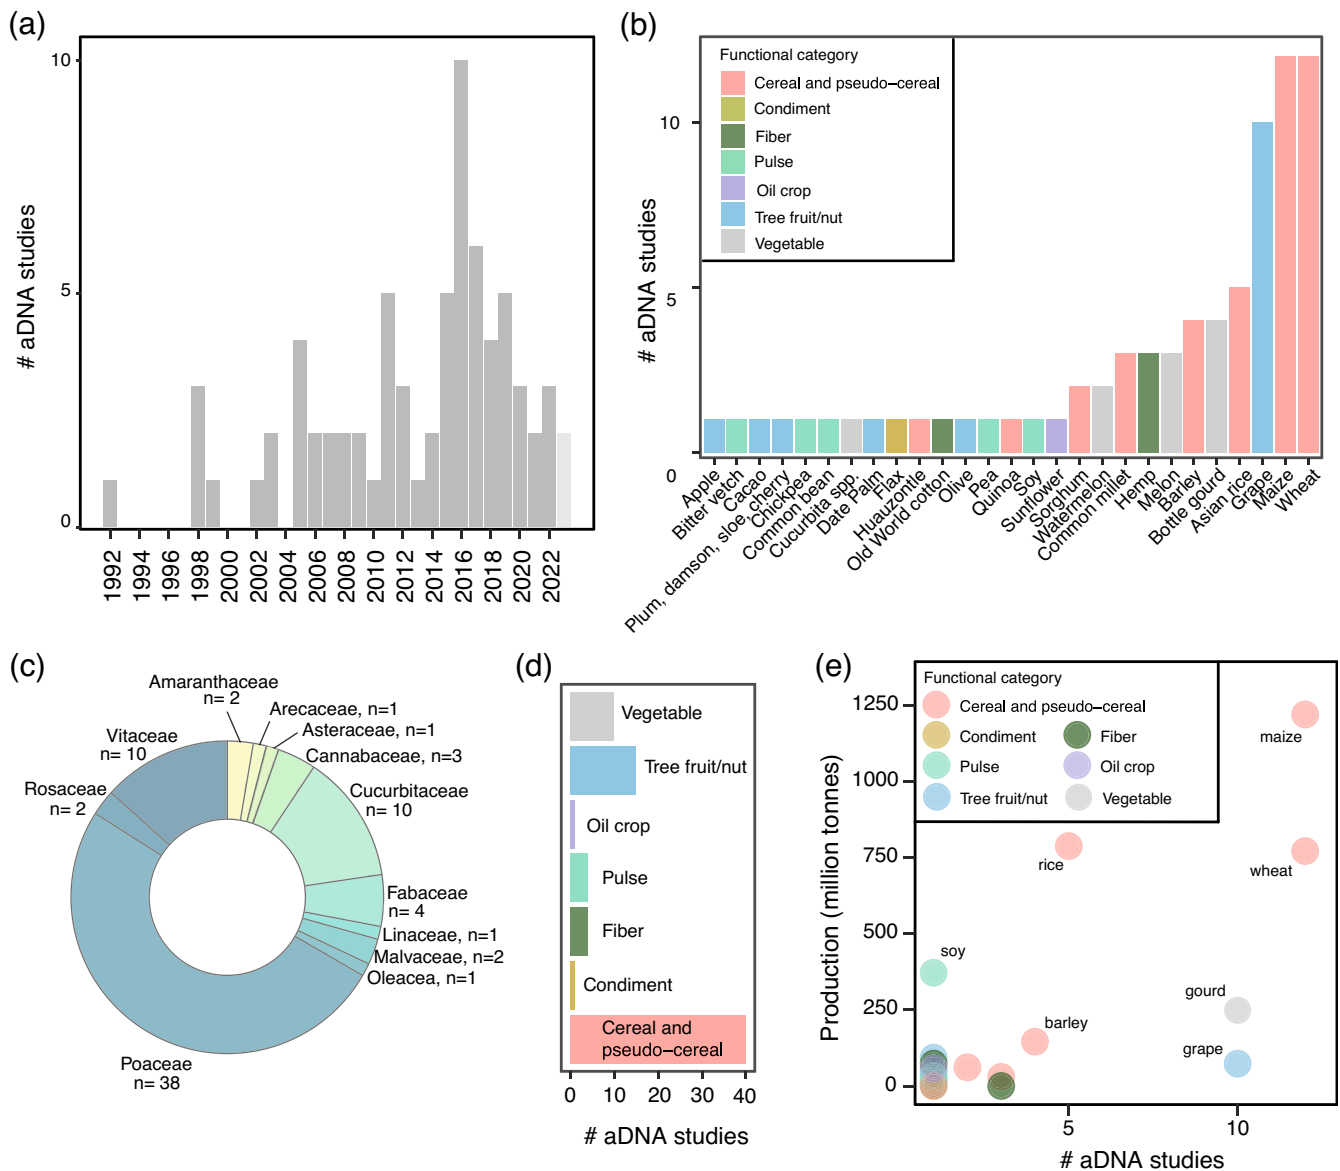 (a)
# aDNA studies
10
5
0
1992
1994
1996
1998
2000
2002
2004
2006
2008
2010
2012
2014
2016
2018
2020
2022
(b)
# aDNA studies
10
5
0
Functional category
Cereal and pseudo–cereal
Condiment
Fiber
Pulse
Oil crop
Tree fruit/nut
Vegetable
Apple
Bitter vetch
Cacao
Plum, damson, sloe, cherry
Chickpea
Common bean
Cucurbita spp.
Date Palm
Flax
Huauzontle
Old World cotton
Olive
Pea
Quinoa
Soy
Sunflower
Sorghum
Watermelon
Common millet
Hemp
Melon
Barley
Bottle gourd
Asian rice
Grape
Maize
Wheat
(c)
Amaranthaceae
n= 2
Arecaceae, n=1
Asteraceae, n=1
Cannabaceae, n=3
Cucurbitaceae
n= 10
Fabaceae
n= 4
Linaceae, n=1
Malvaceae, n=2
Oleacea, n=1
Poaceae
n= 38
Rosaceae
n= 2
Vitaceae
n= 10
(d)
Vegetable
Tree fruit/nut
Oil crop
Pulse
Fiber
Condiment
Cereal and
pseudo–cereal
0
10
20
30
40
# aDNA studies
(e)
Production (million tonnes)
1250
1000
750
500
250
0
Functional category
Cereal and pseudo–cereal
Condiment
Fiber
Pulse
Oil crop
Tree fruit/nut
Vegetable
maize
rice
wheat
soy
gourd
barley
grape
5
10
# aDNA studies